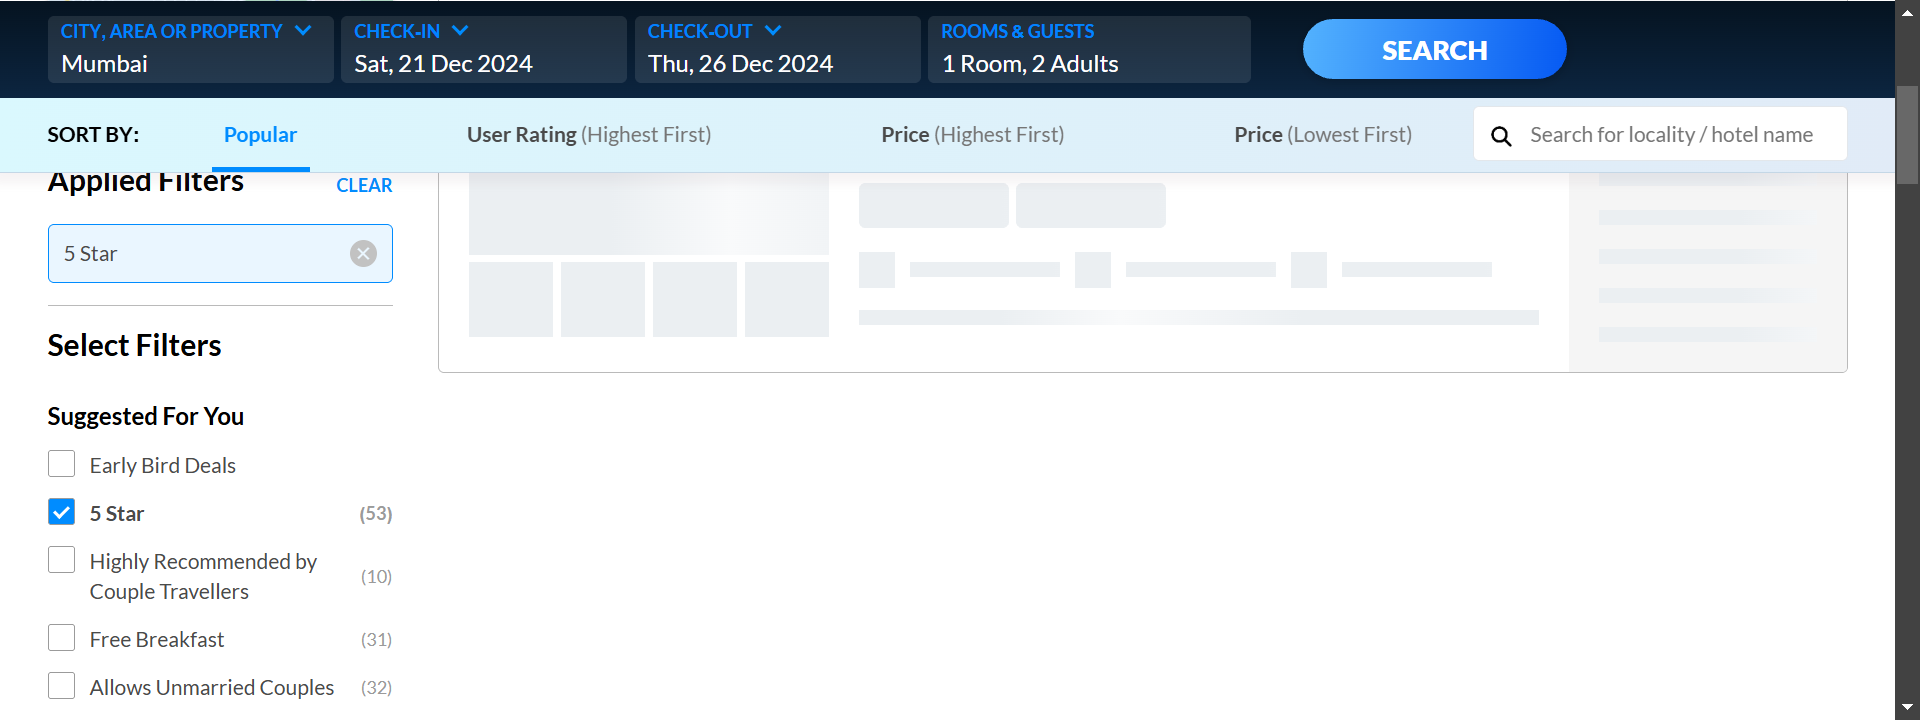 CITY, AREA OR PROPERTY
Mumbai
CHECK-IN
Sat, 21 Dec 2024
CHECK-OUT
Thu, 26 Dec 2024
ROOMS & GUESTS
1 Room, 2 Adults
SEARCH
SORT BY:
Popular
User Rating (Highest First)
Price (Highest First)
Price (Lowest First)
Search for locality / hotel name
Applied Filters
CLEAR
5 Star
Select Filters
Suggested For You
Early Bird Deals
5 Star (53)
Highly Recommended by
Couple Travellers (10)
Free Breakfast (31)
Allows Unmarried Couples (32)